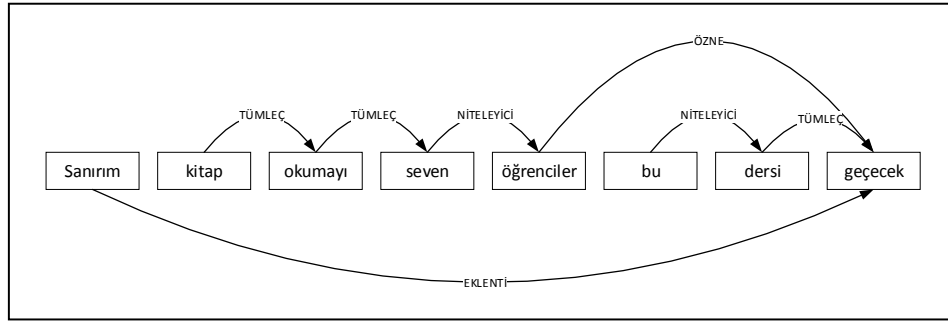 ÖZNE
TÜMLEÇ TÜMLEÇ NİTELEYİCİ NİTELEYİCİ TÜMLEÇ
Sanırım kitap okumayı seven öğrenciler bu dersi geçecek
EKLENTİ